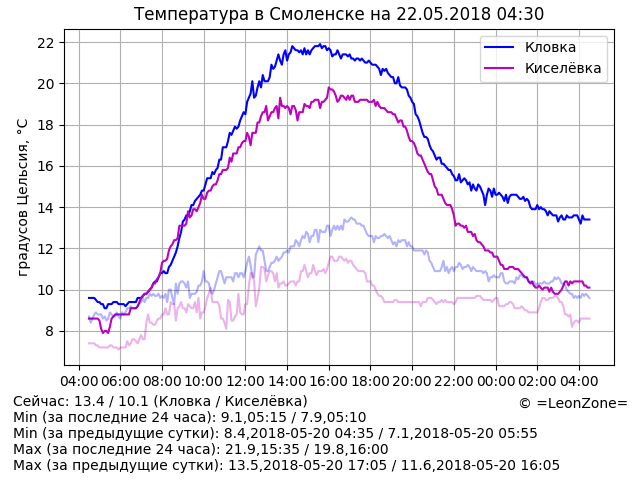 Температура в Смоленске на 22.05.2018 04:30
Кловка
Киселёвка
градусов Цельсия, °C
22
20
18
16
14
12
10
8
04:00 06:00 08:00 10:00 12:00 14:00 16:00 18:00 20:00 22:00 00:00 02:00 04:00
Сейчас: 13.4 / 10.1 (Кловка / Киселёвка)
© =LeonZone=
Min (за последние 24 часа): 9.1,05:15 / 7.9,05:10
Min (за предыдущие сутки): 8.4,2018-05-20 04:35 / 7.1,2018-05-20 05:55
Max (за последние 24 часа): 21.9,15:35 / 19.8,16:00
Max (за предыдущие сутки): 13.5,2018-05-20 17:05 / 11.6,2018-05-20 16:05